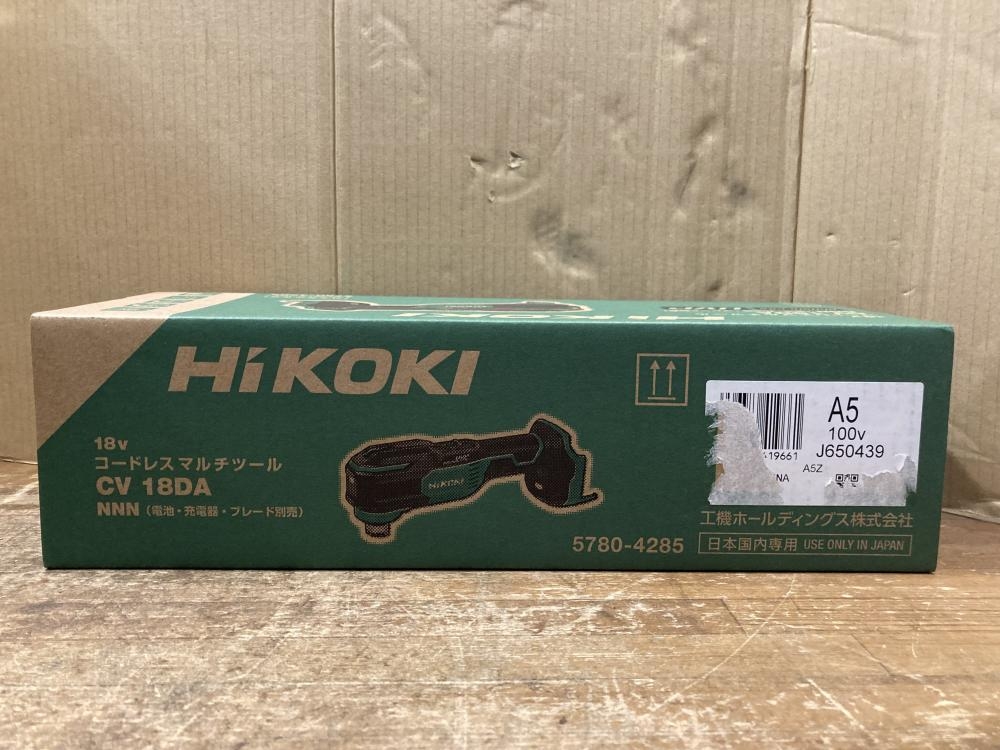 HiKOKI
18v
コードレスマルチツール
CV 18DA
NNN（電池・充電器・ブレード別売）
HiKOKI
5780-4285
A5
100v
J650439
419661
A5Z
NA
工機ホールディングス株式会社
日本国内専用 USE ONLY IN JAPAN